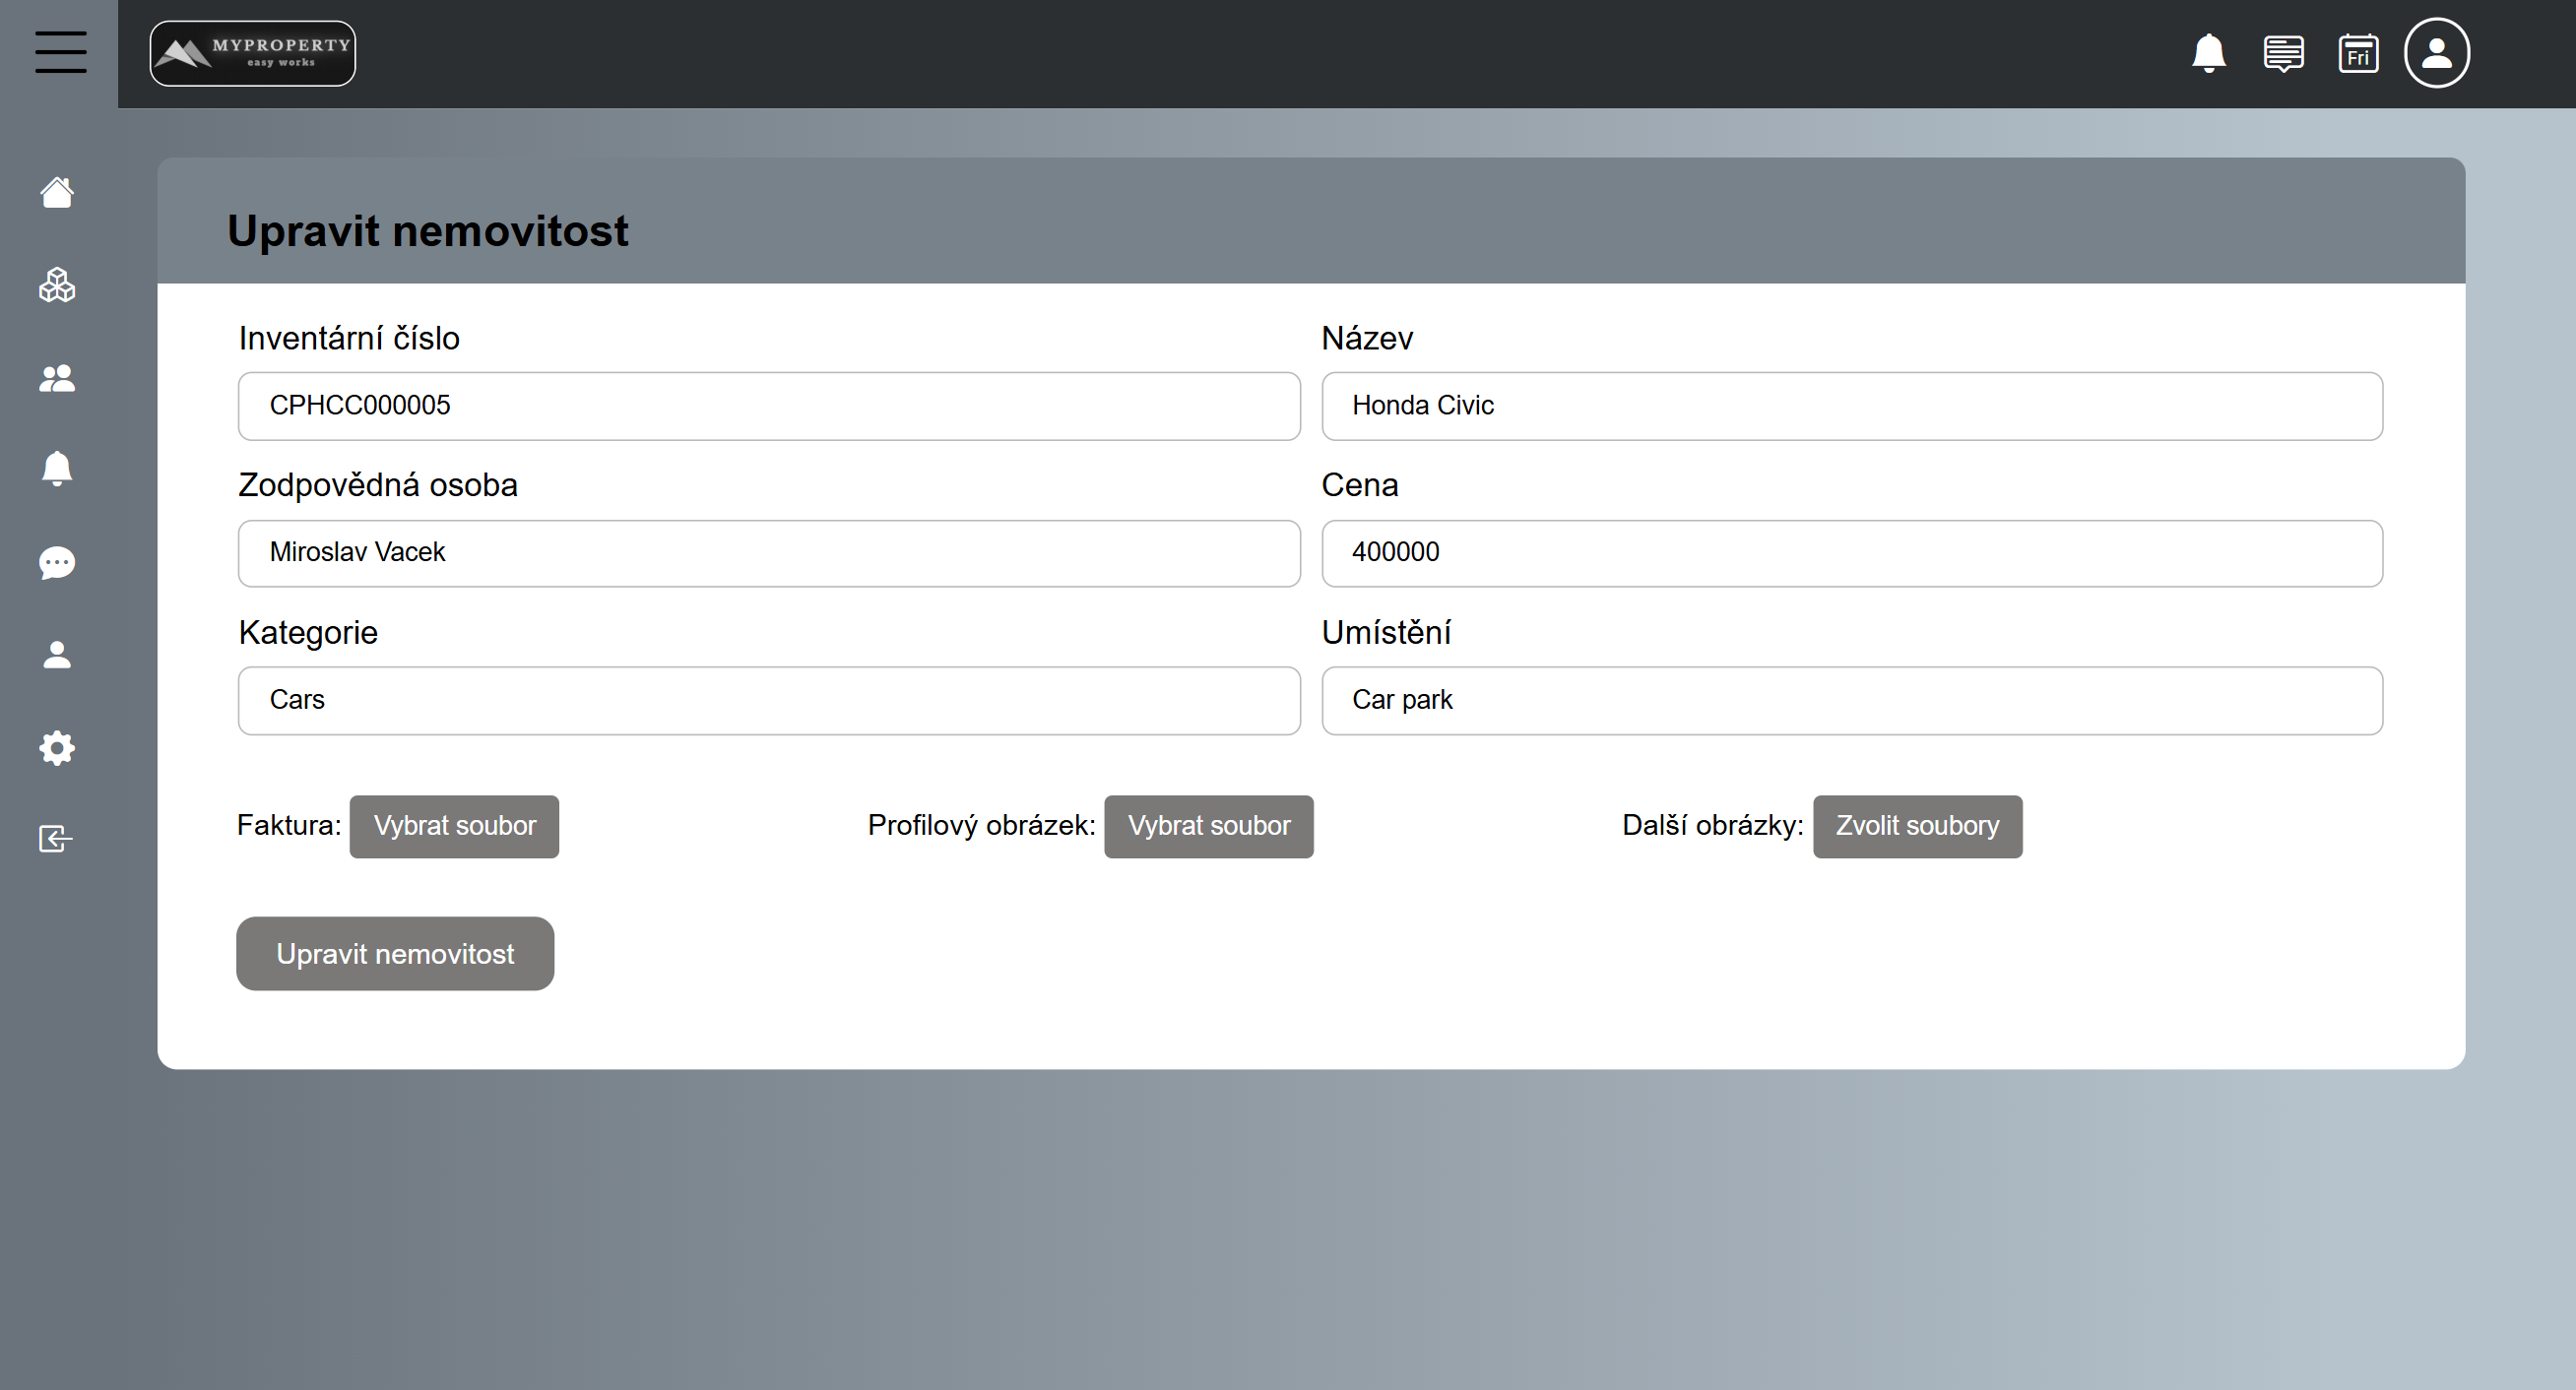 MYPROPERTY
easy works
Fri
Upravit nemovitost
Inventární číslo
Název
CPHCC000005
Honda Civic
Zodpovědná osoba
Cena
Miroslav Vacek
400000
Kategorie
Umístění
Cars
Car park
Faktura: Vybrat soubor
Profilový obrázek: Vybrat soubor
Další obrázky: Zvolit soubory
Upravit nemovitost